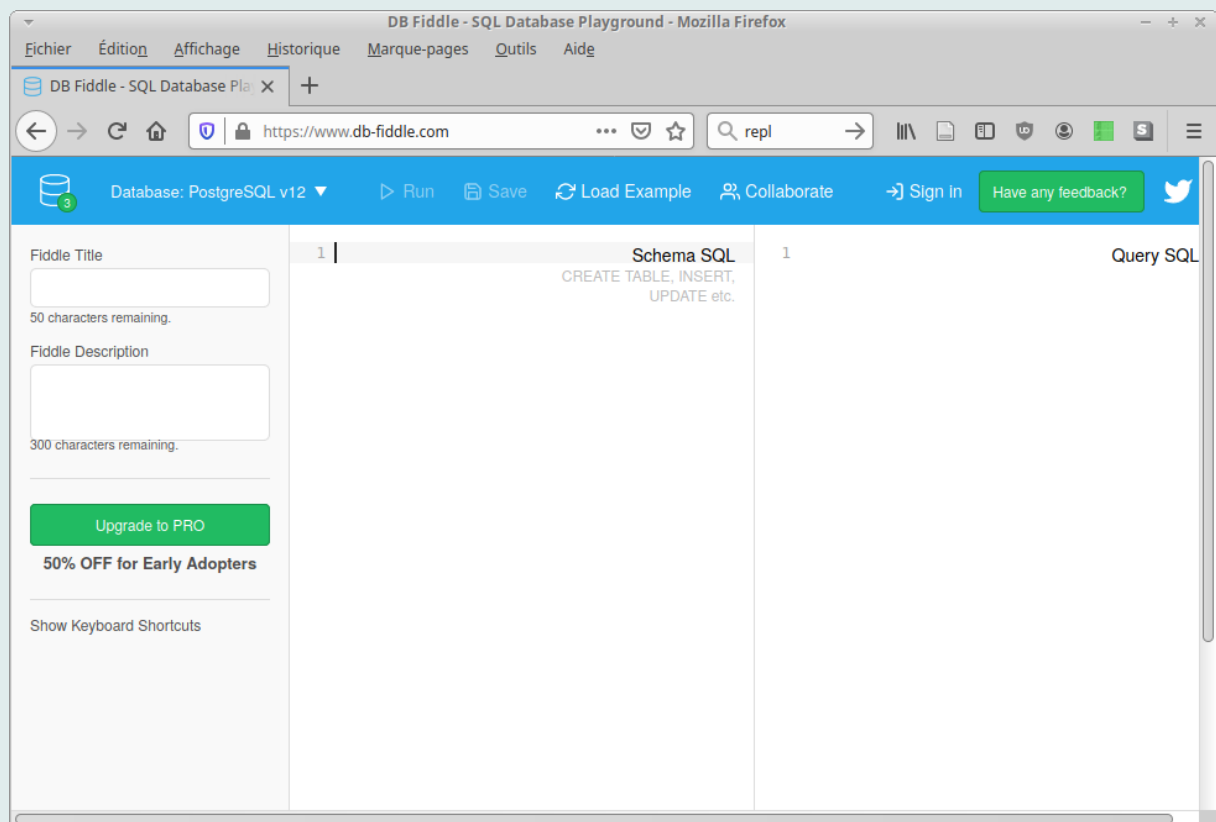 DB Fiddle - SQL Database Playground - Mozilla Firefox
Fichier Édition Affichage Historique Marque-pages Outils Aide
DB Fiddle - SQL Database Pla
https://www.db-fiddle.com
repl
3
Database: PostgreSQL v12
Run
Save
Load Example
Collaborate
Sign In
Have any feedback?
Fiddle Title
50 characters remaining.
Fiddle Description
300 characters remaining.
Upgrade to PRO
50% OFF for Early Adopters
Show Keyboard Shortcuts
1
Schema SQL
CREATE TABLE, INSERT,
UPDATE etc.
1
Query SQL